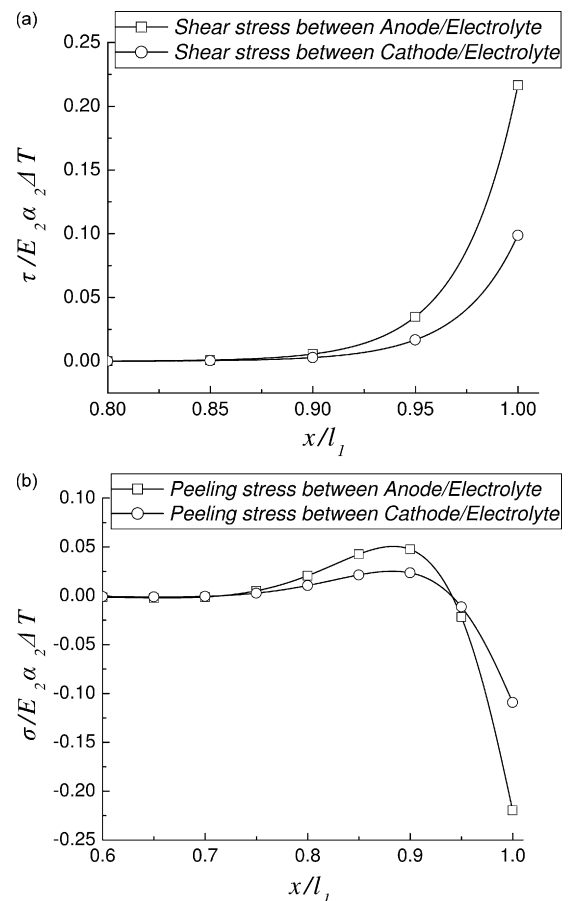 (a)
Shear stress between Anode/Electrolyte
Shear stress between Cathode/Electrolyte
0.25
0.20
0.15
0.10
0.05
0.00
τ/E₂α₂ΔT
0.80 0.85 0.90 0.95 1.00
x/l₁
(b)
Peeling stress between Anode/Electrolyte
Peeling stress between Cathode/Electrolyte
0.10
0.05
0.00
-0.05
-0.10
-0.15
-0.20
-0.25
σ/E₂α₂ΔT
0.6 0.7 0.8 0.9 1.0
x/l₁